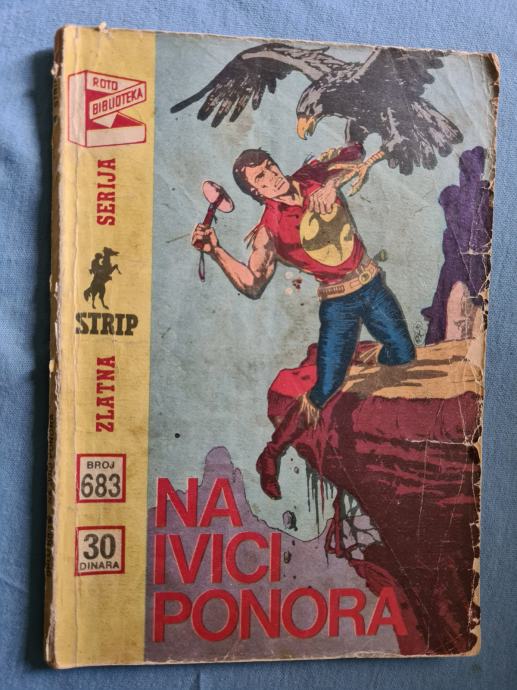 ROTO
BIBLIOTEKA
ZLATNA STRIP SERIJA
BROJ
683
30
DINARA
NA
IVICI
PONORA